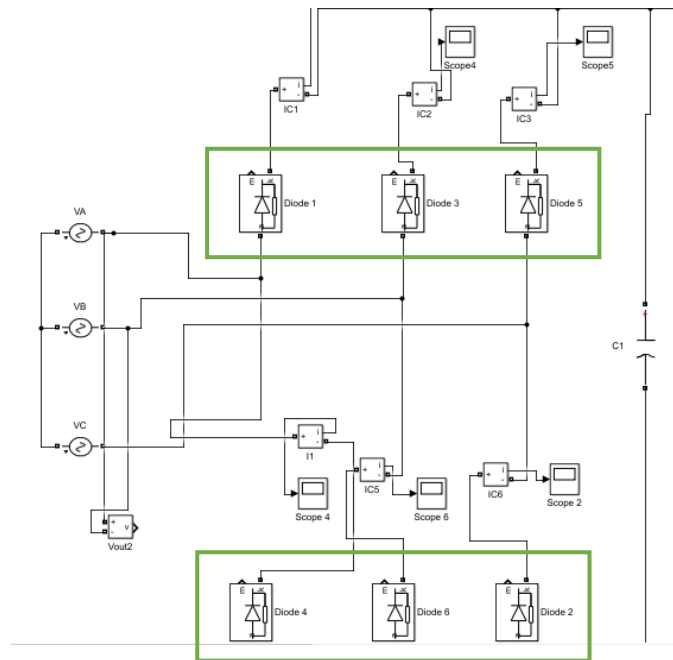 Scope4
Scope5
i
+
-
IC1
i
+
-
IC2
i
+
-
IC3
m
k
a
Diode 1
m
k
a
Diode 3
m
k
a
Diode 5
VA
VB
C1
+
VC
i
+
-
I1
i
+
-
IC5
i
+
-
IC6
Scope 4
Scope 6
Scope 2
+
-
v
Vout2
m
k
a
Diode 4
m
k
a
Diode 6
m
k
a
Diode 2